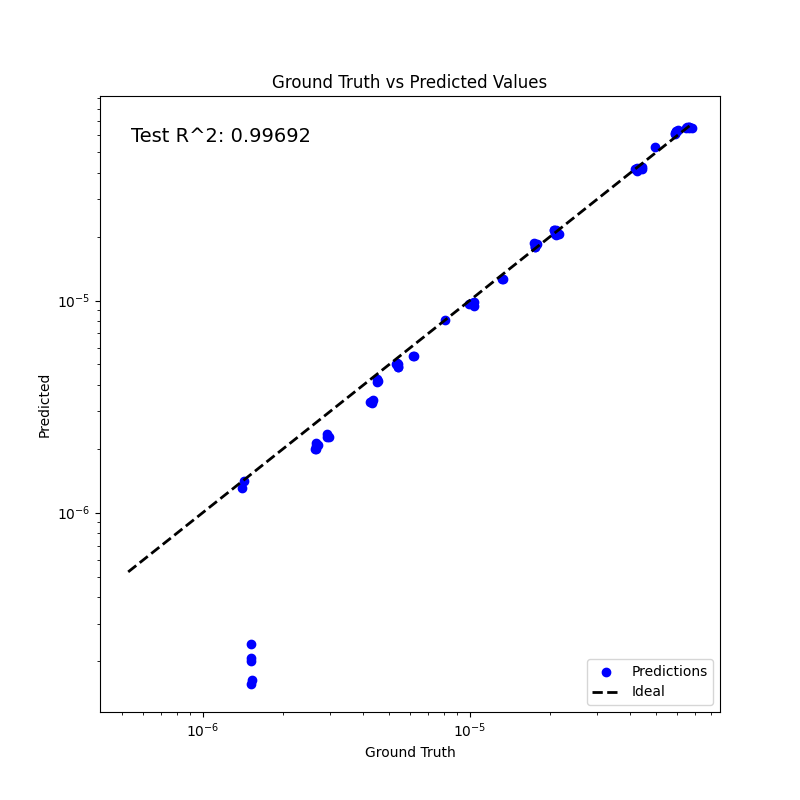 Ground Truth vs Predicted Values
Test R^2: 0.99692
Predicted
10⁻⁵
10⁻⁶
10⁻⁶
10⁻⁵
Ground Truth
Predictions
Ideal